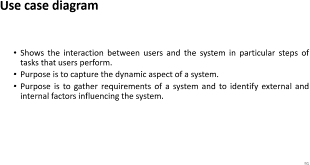 Use case diagram
• Shows the interaction between users and the system in particular steps of
tasks that users perform.
• Purpose is to capture the dynamic aspect of a system.
• Purpose is to gather requirements of a system and to identify external and
internal factors influencing the system.